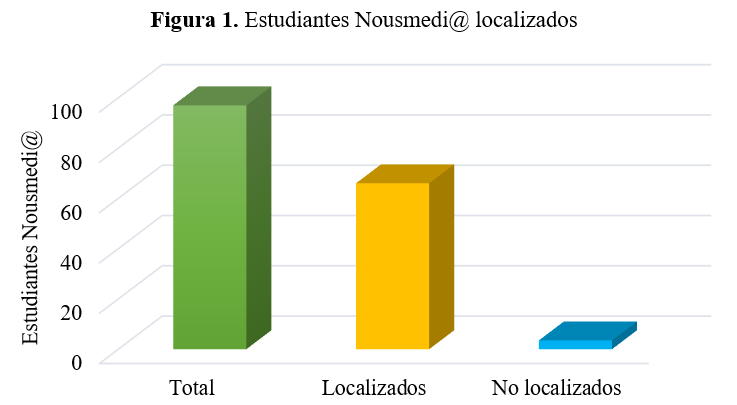 Figura 1. Estudiantes Nousmedi@ localizados
Estudiantes Nousmedi@
100
80
60
40
20
0
Total
Localizados
No localizados